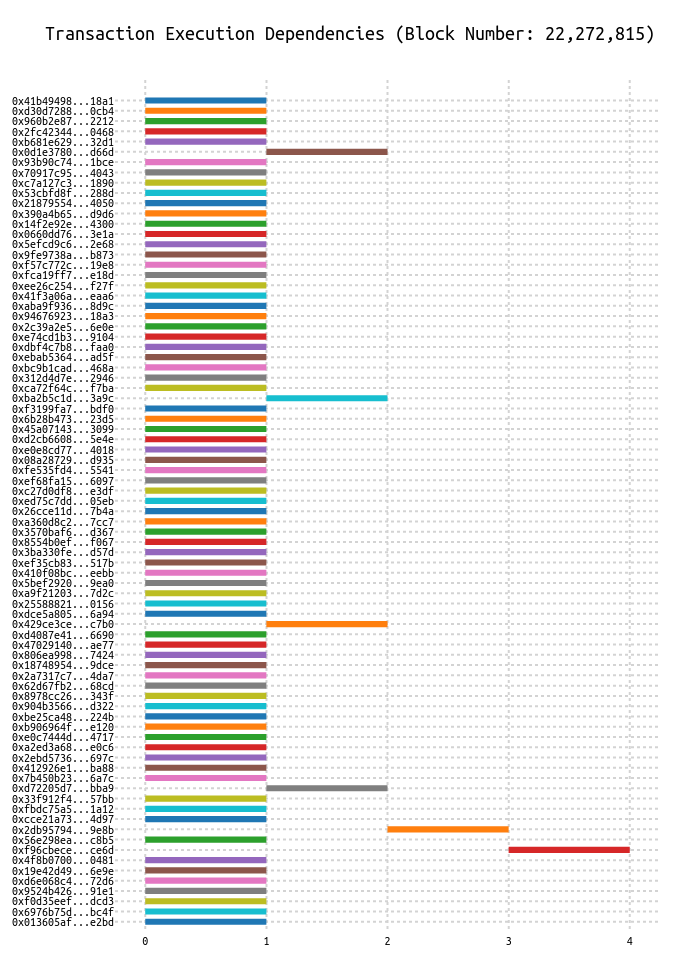 Transaction Execution Dependencies (Block Number: 22,272,815)
0x41b49498...18a1
0xd30d7288...0cb4
0x960b2e87...2212
0x2fc42344...0468
0xb681e629...32d1
0x0d1e3780...d66d
0x93b90c74...1bce
0x70917c95...4043
0xc7a127c3...1890
0x53cbfd8f...288d
0x21879554...4050
0x390a4b65...d9d6
0x14f2e92e...4300
0x0660dd76...3e1a
0x5efcd9c6...2e68
0x9fe9738a...b873
0xf57c772c...19e8
0xfca19ff7...e18d
0xee26c254...f27f
0x41f3a06a...eaa6
0xaba9f936...8d9c
0x94676923...18a3
0x2c39a2e5...6e0e
0xe74cd1b3...9104
0xdbf4c7b8...faa0
0xebab5364...ad5f
0xbc9b1cad...468a
0x312d4d7e...2946
0xca72f64c...f7ba
0xba2b5c1d...3a9c
0xf3199fa7...bdf0
0x6b28b473...23d5
0x45a07143...3099
0xd2cb6608...5e4e
0xe0e8cd77...4018
0x08a28729...d935
0xfe535fd4...5541
0xef68fa15...6097
0xc27d0df8...e3df
0xed75c7dd...05eb
0x26cce11d...7b4a
0xa360d8c2...7cc7
0x3570baf6...d367
0x8554b0ef...f067
0x3ba330fe...d57d
0xef35cb83...517b
0x410f08bc...eebb
0x5bef2920...9ea0
0xa9f21203...7d2c
0x25588821...0156
0xdce5a805...6a94
0x429ce3ce...c7b0
0xd4087e41...6690
0x47029140...ae77
0x806ea998...7424
0x18748954...9dce
0x2a7317c7...4da7
0x62d67fb2...68cd
0x8978cc26...343f
0x904b3566...d322
0xbe25ca48...224b
0xb906964f...e120
0xe0c7444d...4717
0xa2ed3a68...e0c6
0x2ebd5736...697c
0x412926e1...ba88
0x7b450b23...6a7c
0xd72205d7...bba9
0x33f912f4...57bb
0xfbdc75a5...1a12
0xcce21a73...4d97
0x2db95794...9e8b
0x56e298ea...c8b5
0xf96cbece...ce6d
0x4f8b0700...0481
0x19e42d49...6e9e
0xd6e068c4...72d6
0x9524b426...91e1
0xf0d35eef...dcd3
0x6976b75d...bc4f
0x013605af...e2bd
0 1 2 3 4